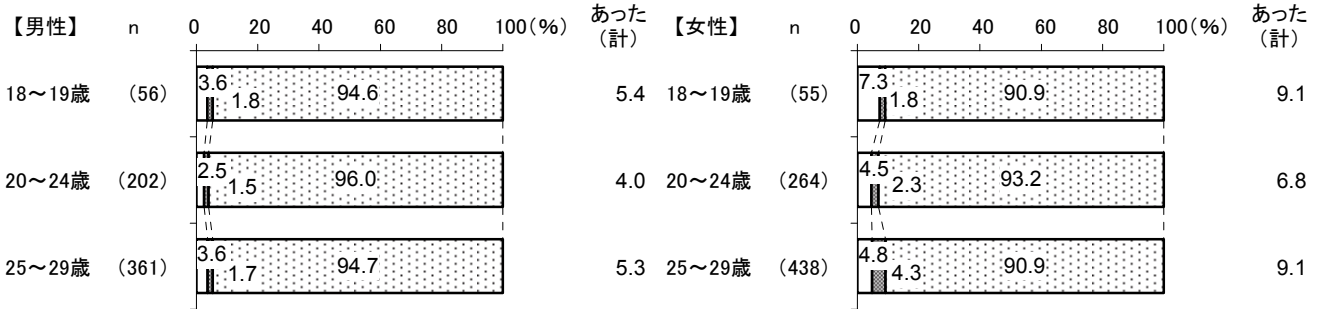 【男性】 n 0 20 40 60 80 100(%) あった（計）
18～19歳 (56) 3.6 1.8 94.6 5.4
20～24歳 (202) 2.5 1.5 96.0 4.0
25～29歳 (361) 3.6 1.7 94.7 5.3
【女性】 n 0 20 40 60 80 100(%) あった（計）
18～19歳 (55) 7.3 1.8 90.9 9.1
20～24歳 (264) 4.5 2.3 93.2 6.8
25～29歳 (438) 4.8 4.3 90.9 9.1